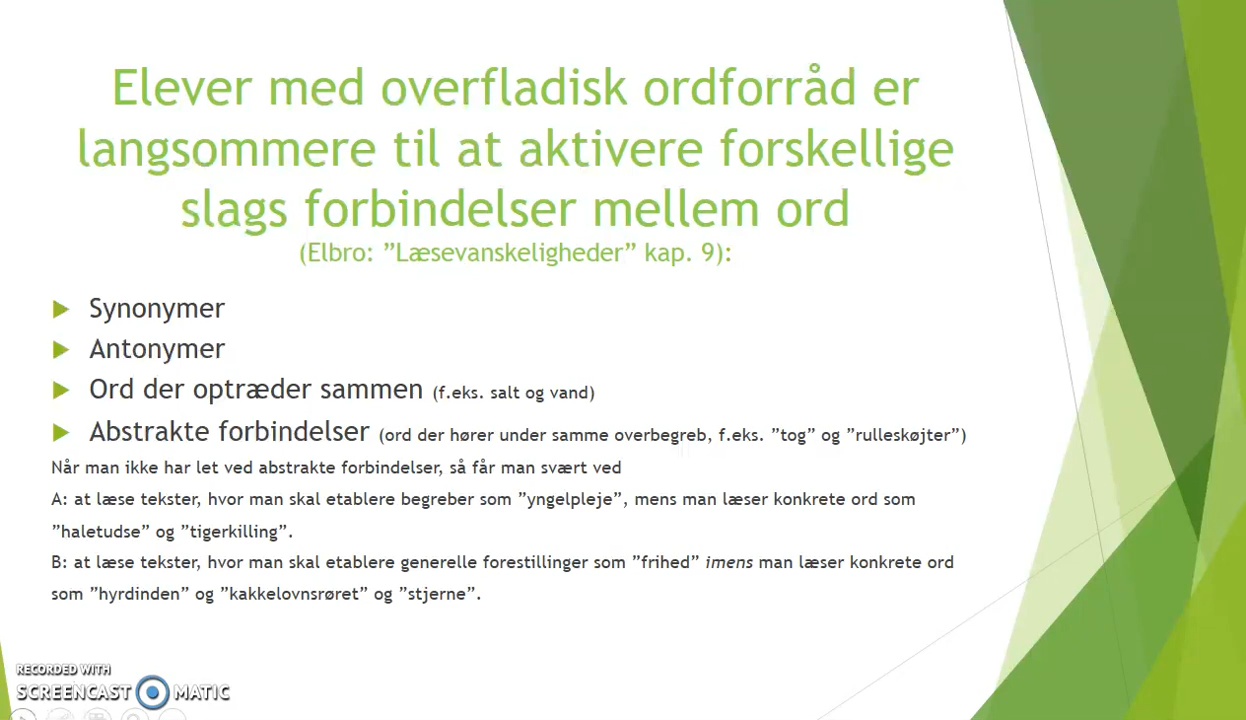 Elever med overfladisk ordforråd er
langsommere til at aktivere forskellige
slags forbindelser mellem ord
(Elbro: ”Læsevanskeligheder” kap. 9):
Synonymer
Antonymer
Ord der optræder sammen (f.eks. salt og vand)
Abstrakte forbindelser (ord der hører under samme overbegreb, f.eks. ”tog” og ”rulleskøjter”)
Når man ikke har let ved abstrakte forbindelser, så får man svært ved
A: at læse tekster, hvor man skal etablere begreber som ”yngelpleje”, mens man læser konkrete ord som
”haletudse” og ”tigerkilling”.
B: at læse tekster, hvor man skal etablere generelle forestillinger som ”frihed” imens man læser konkrete ord
som ”hyrdinden” og ”kakkelovnsrøret” og ”stjerne”.
RECORDED WITH
SCREENCAST MATIC